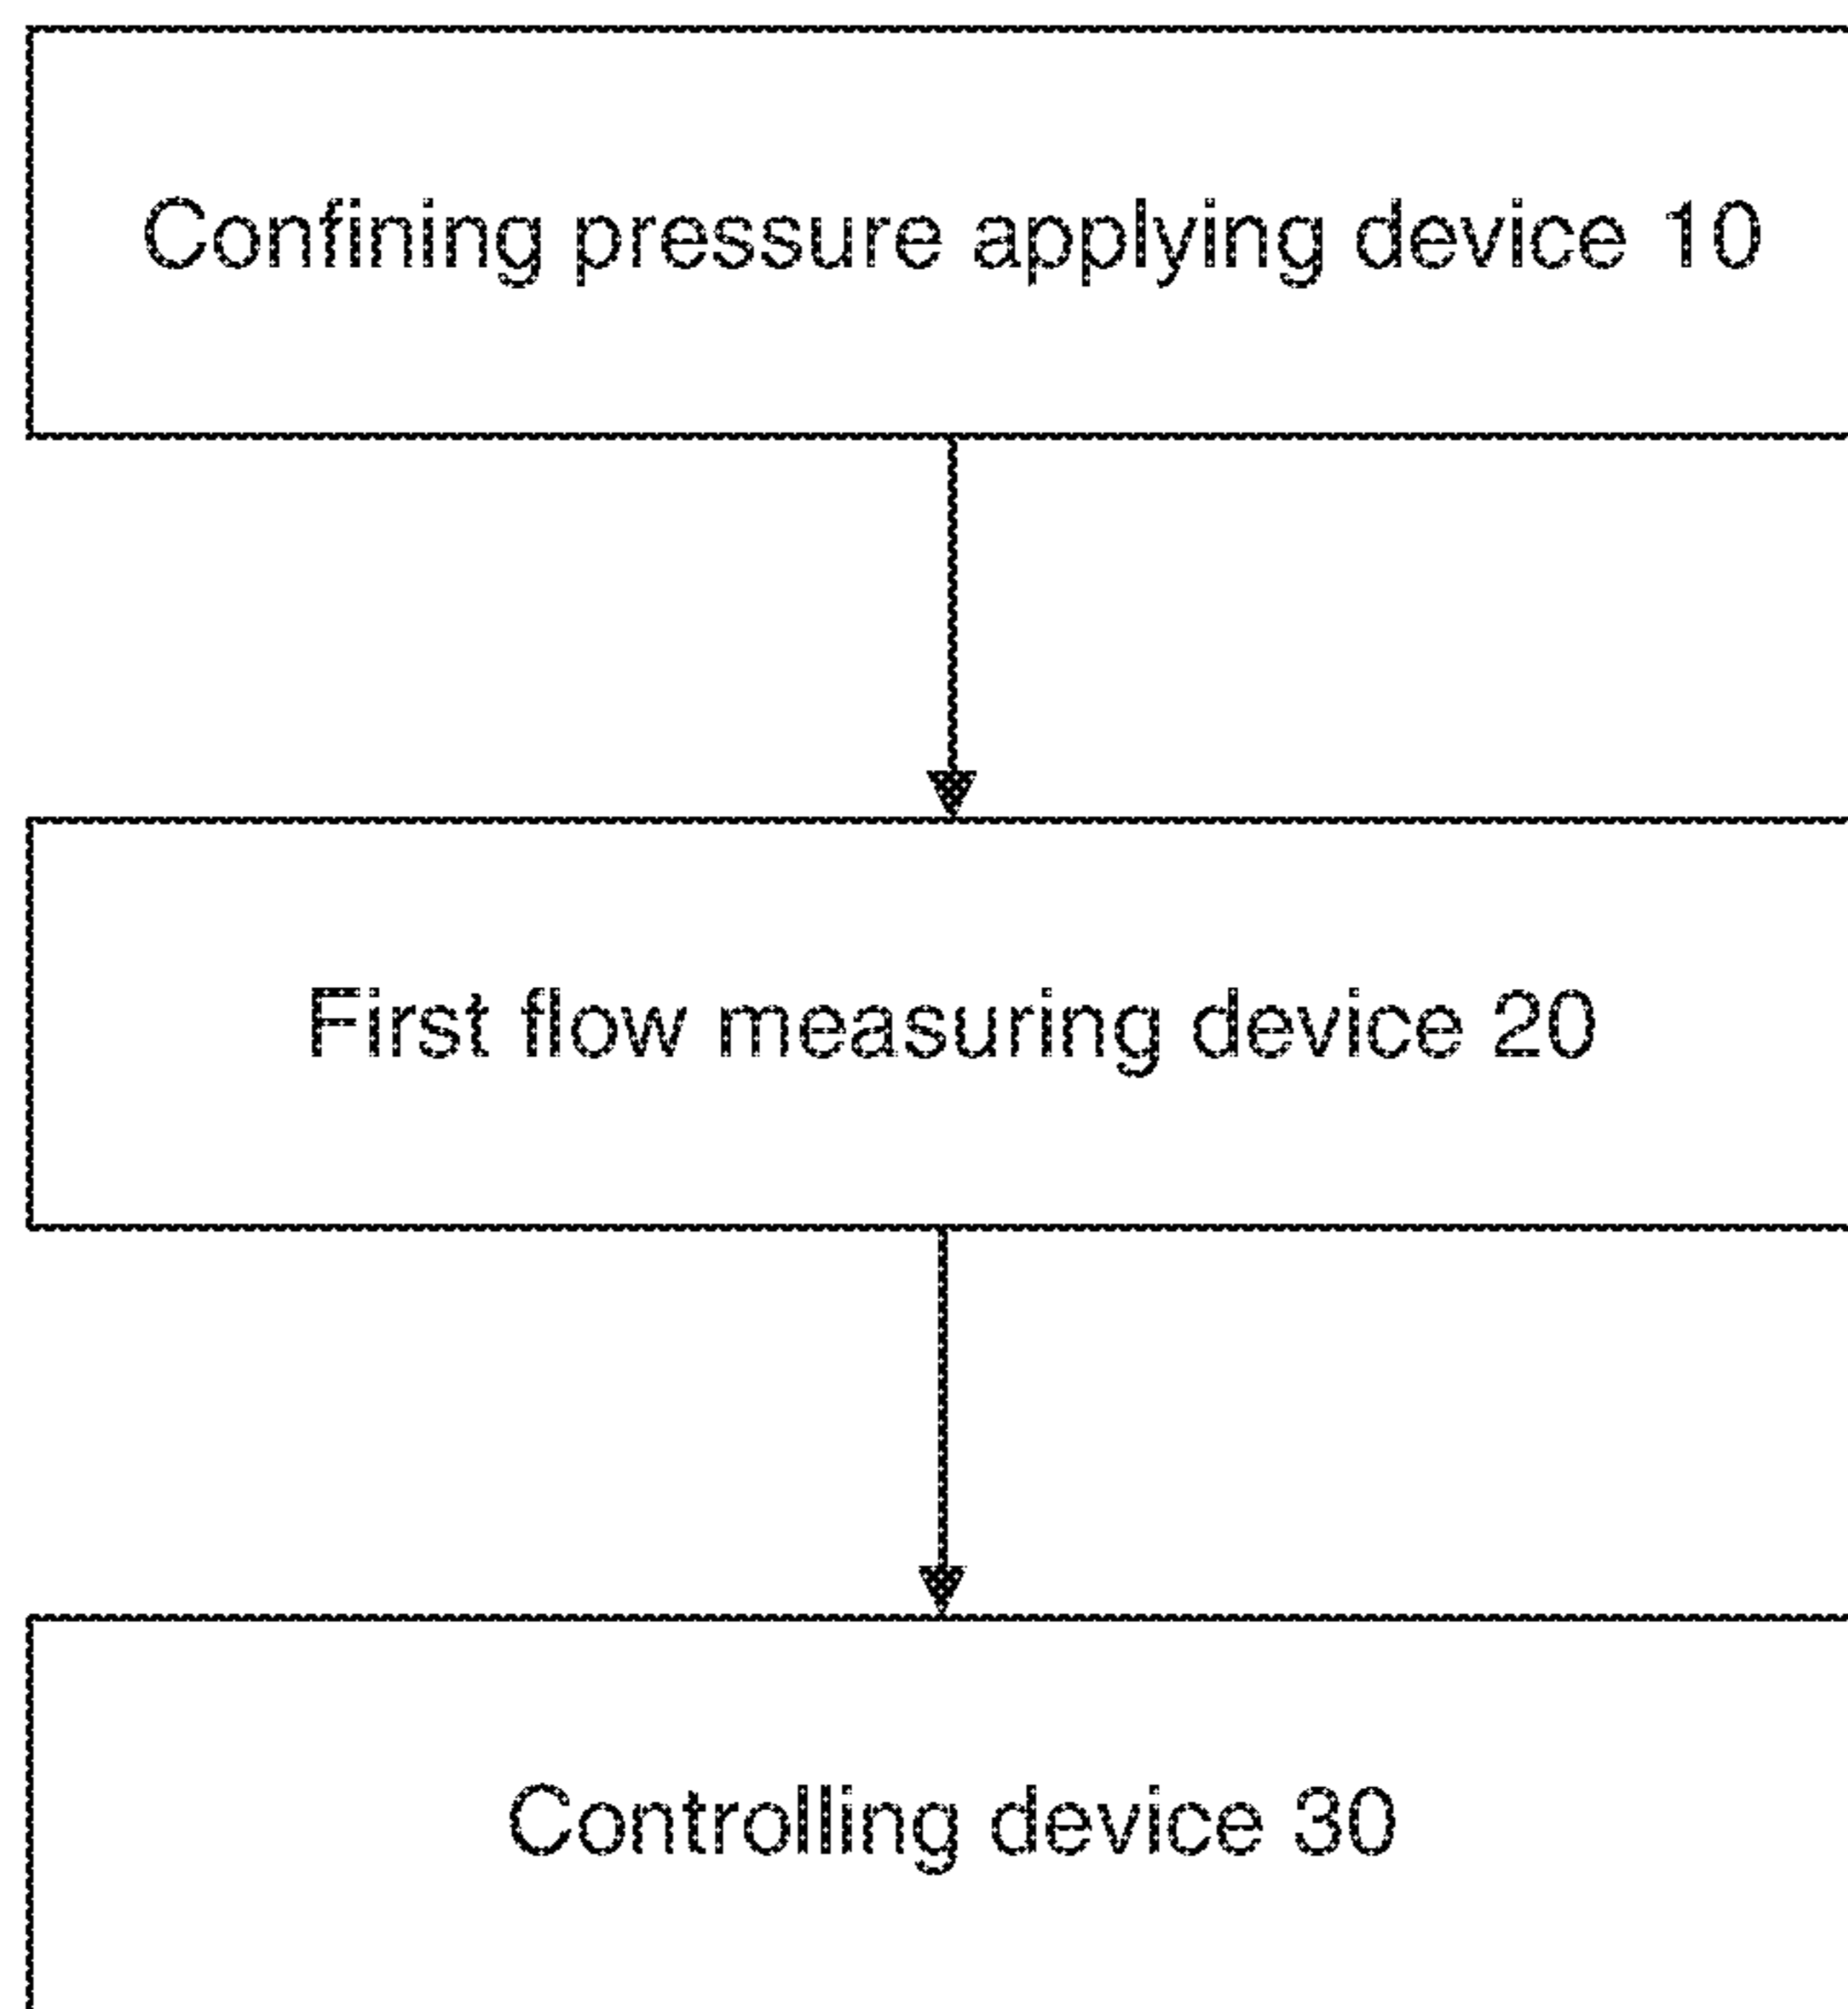 Confining pressure applying device 10
First flow measuring device 20
Controlling device 30